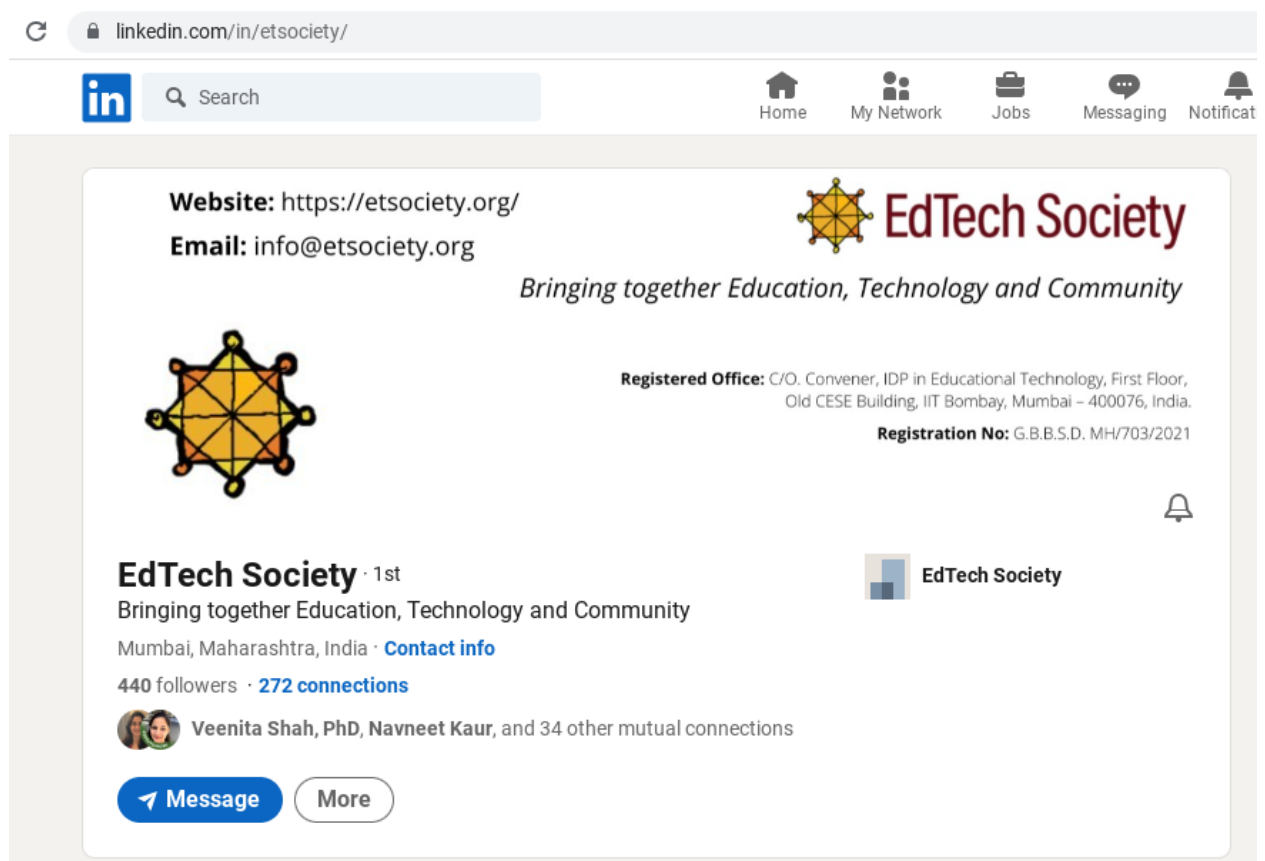 linkedin.com/in/etsociety/
in
Search
Home
My Network
Jobs
Messaging
Notificat
Website: https://etsociety.org/
Email: info@etsociety.org
EdTech Society
Bringing together Education, Technology and Community
Registered Office: C/O. Convener, IDP in Educational Technology, First Floor,
Old CESE Building, IIT Bombay, Mumbai – 400076, India.
Registration No: G.B.B.S.D. MH/703/2021
EdTech Society · 1st
EdTech Society
Bringing together Education, Technology and Community
Mumbai, Maharashtra, India · Contact info
440 followers · 272 connections
Veenita Shah, PhD, Navneet Kaur, and 34 other mutual connections
Message
More